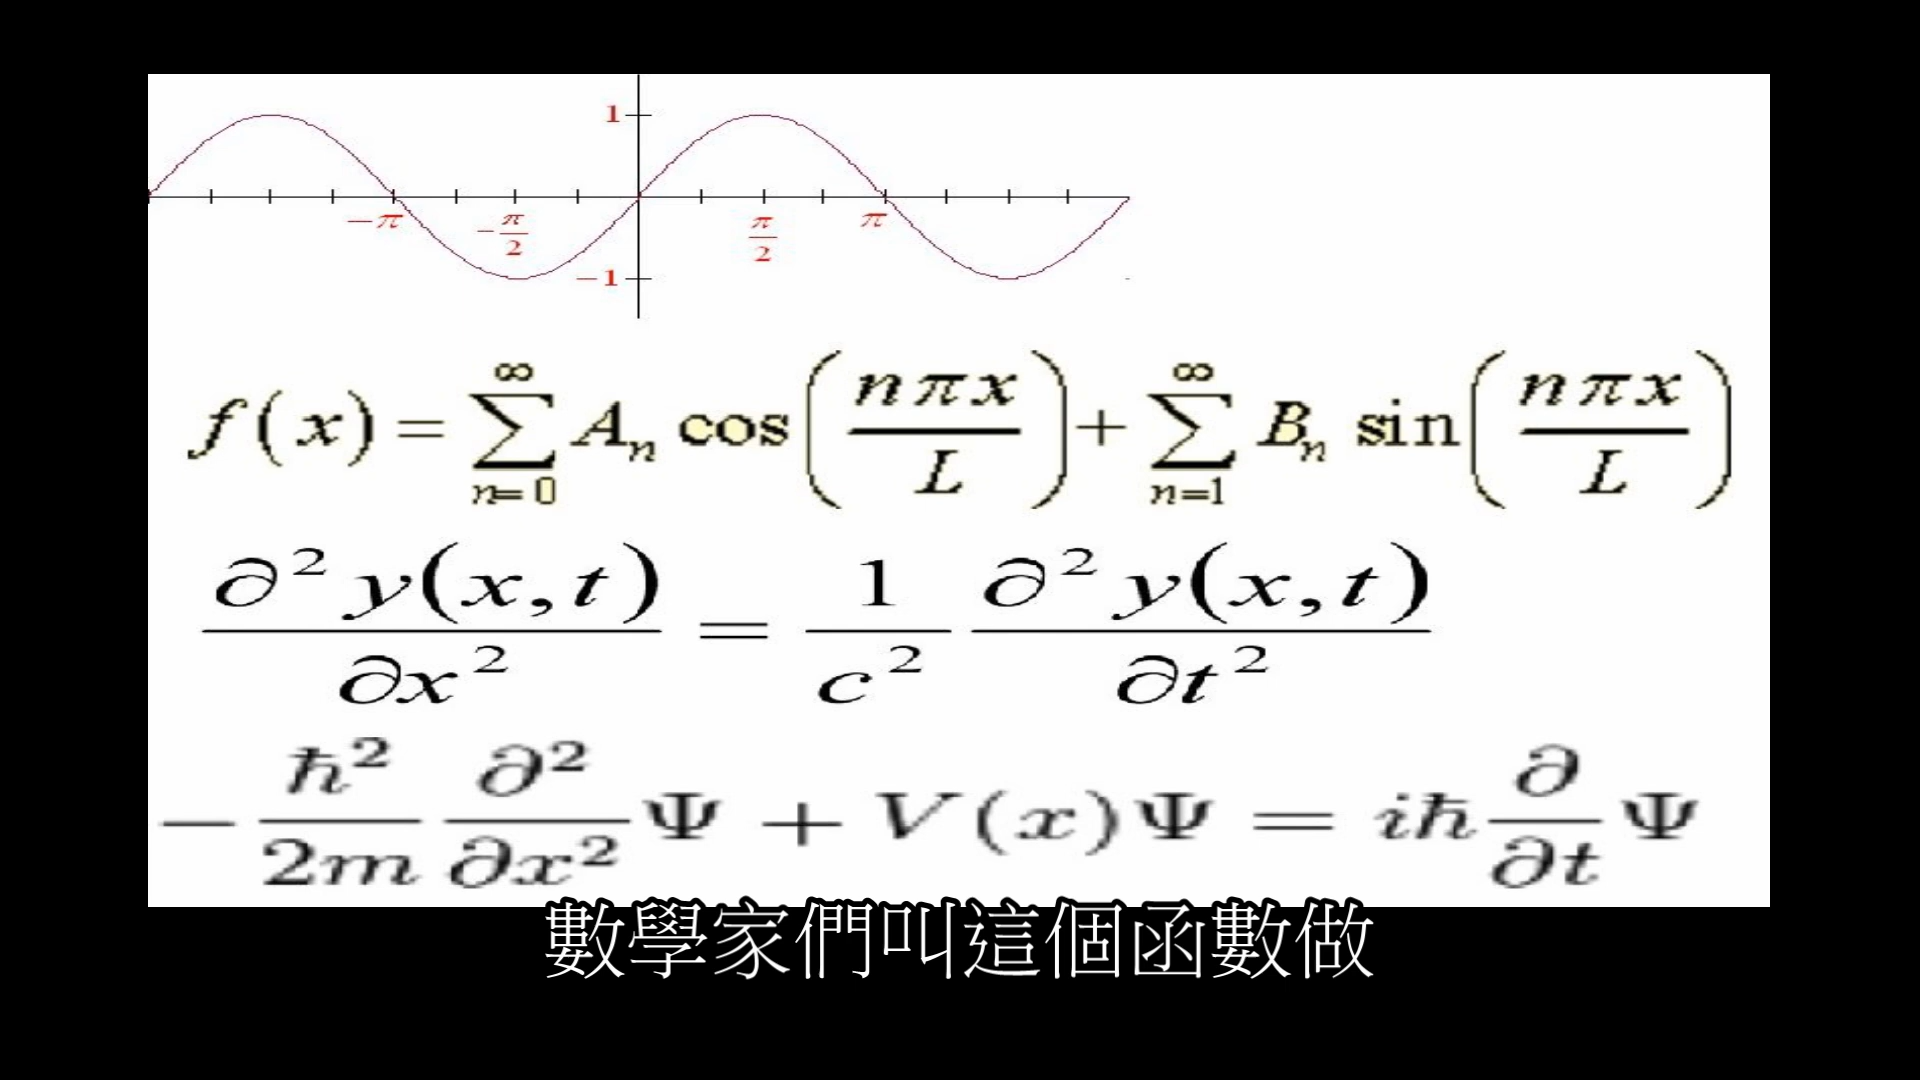 1
−π −π/2 π/2 π
−1
f(x) = ∑_{n=0}^{∞} A_n cos(nπx/L) + ∑_{n=1}^{∞} B_n sin(nπx/L)
∂²y(x,t)/∂x² = 1/c² ∂²y(x,t)/∂t²
−ħ²/2m ∂²/∂x² Ψ + V(x)Ψ = iħ ∂/∂t Ψ
數學家們叫這個函數做